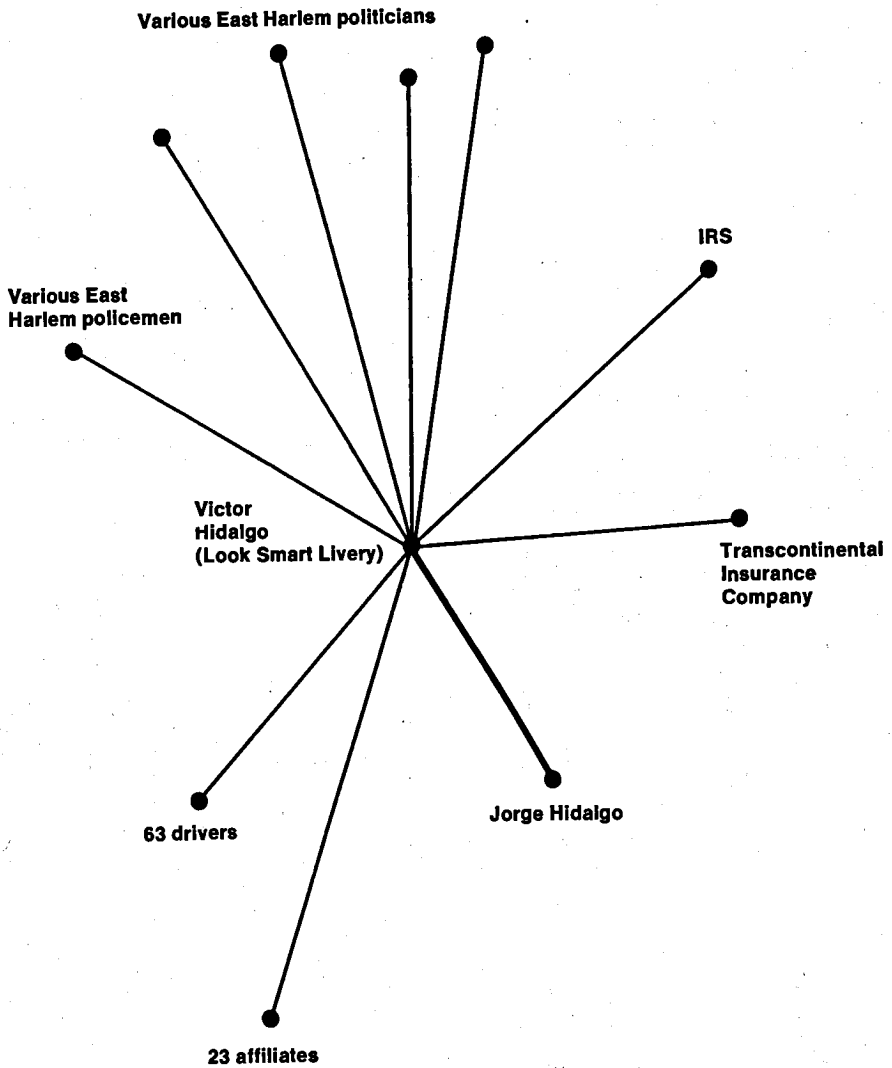 Various East Harlem politicians
IRS
Various East
Harlem policemen
Victor
Hidalgo
(Look Smart Livery)
Transcontinental
Insurance
Company
Jorge Hidalgo
63 drivers
23 affiliates